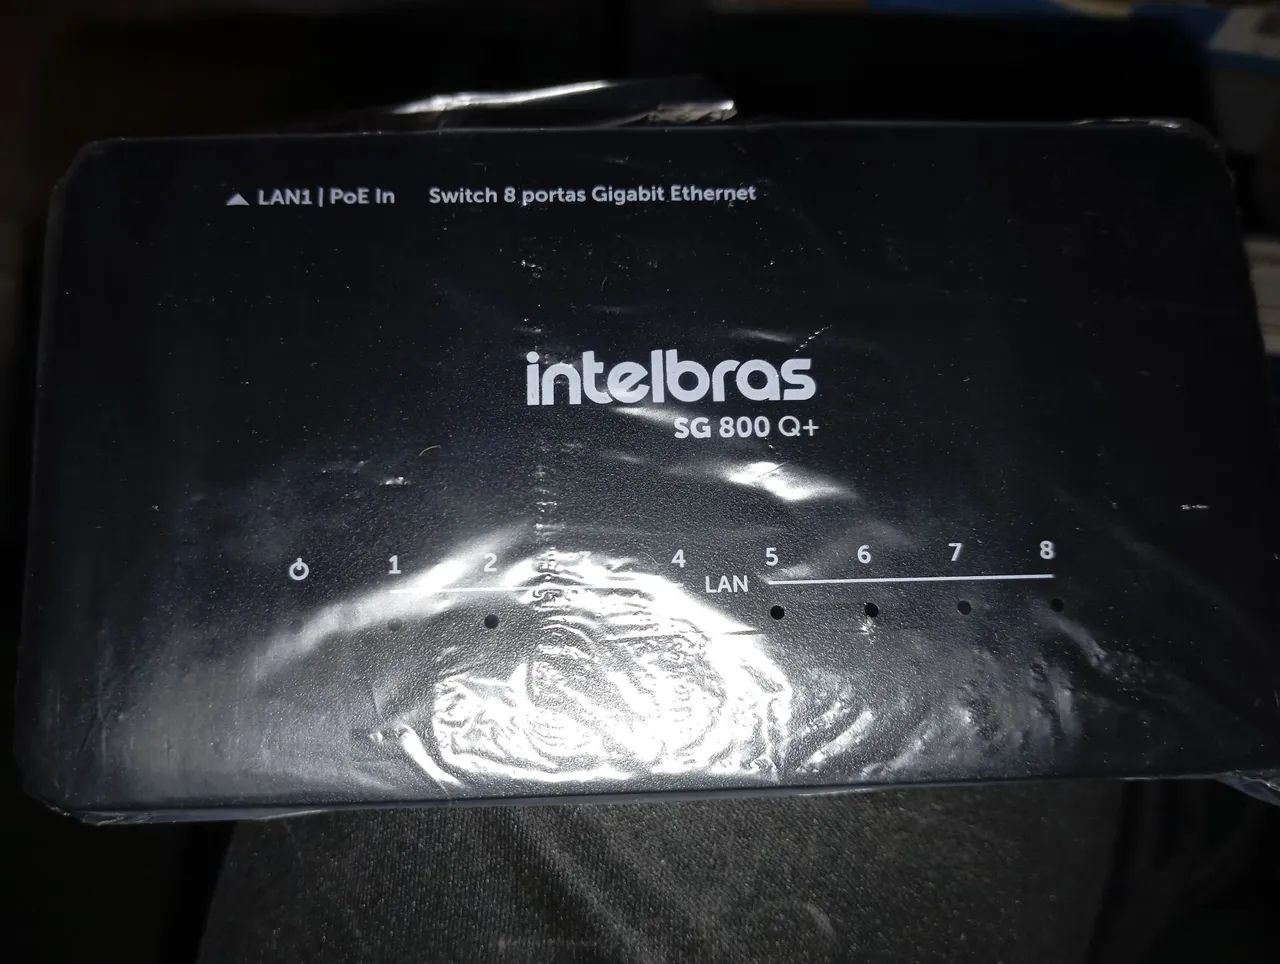 LAN1 | PoE In Switch 8 portas Gigabit Ethernet
intelbras
SG 800 Q+
1 2 3 4 LAN 5 6 7 8